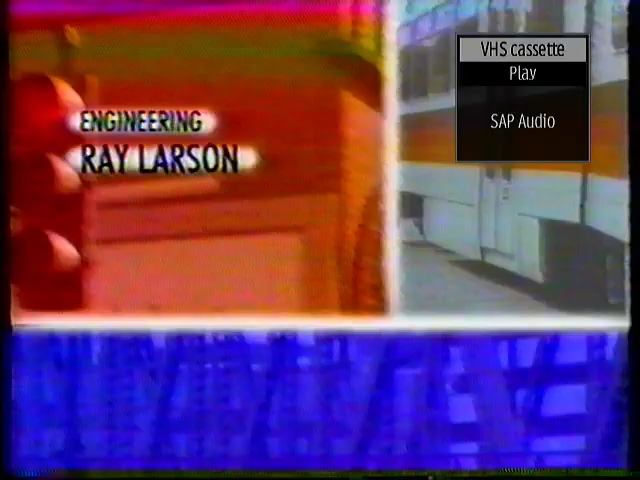 ENGINEERING
RAY LARSON
VHS cassette
Play
SAP Audio